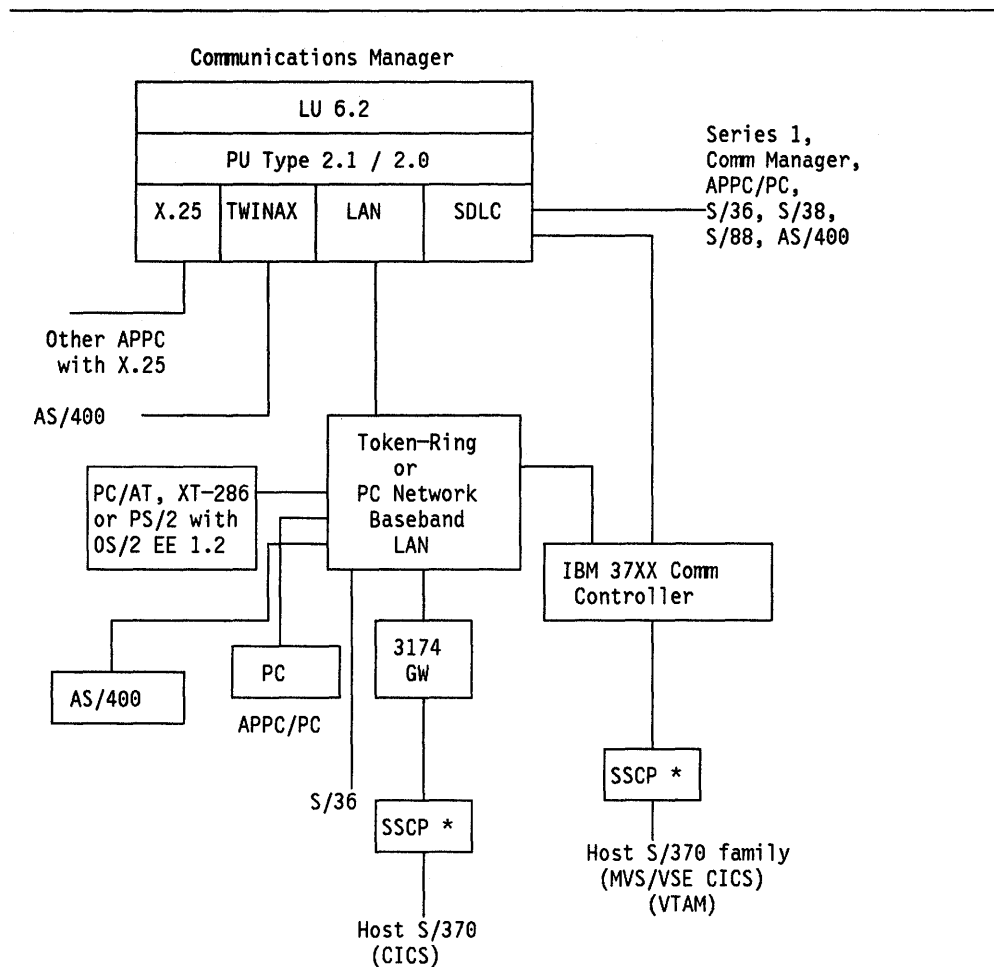 Communications Manager
LU 6.2
PU Type 2.1 / 2.0
X.25
TWINAX
LAN
SDLC
Series 1,
Comm Manager,
APPC/PC,
S/36, S/38,
S/88, AS/400
Other APPC
with X.25
AS/400
Token-Ring
or
PC Network
Baseband
LAN
PC/AT, XT-286
or PS/2 with
OS/2 EE 1.2
IBM 37XX Comm
Controller
3174
GW
AS/400
PC
APPC/PC
S/36
SSCP *
SSCP *
Host S/370 family
(MVS/VSE CICS)
(VTAM)
Host S/370
(CICS)